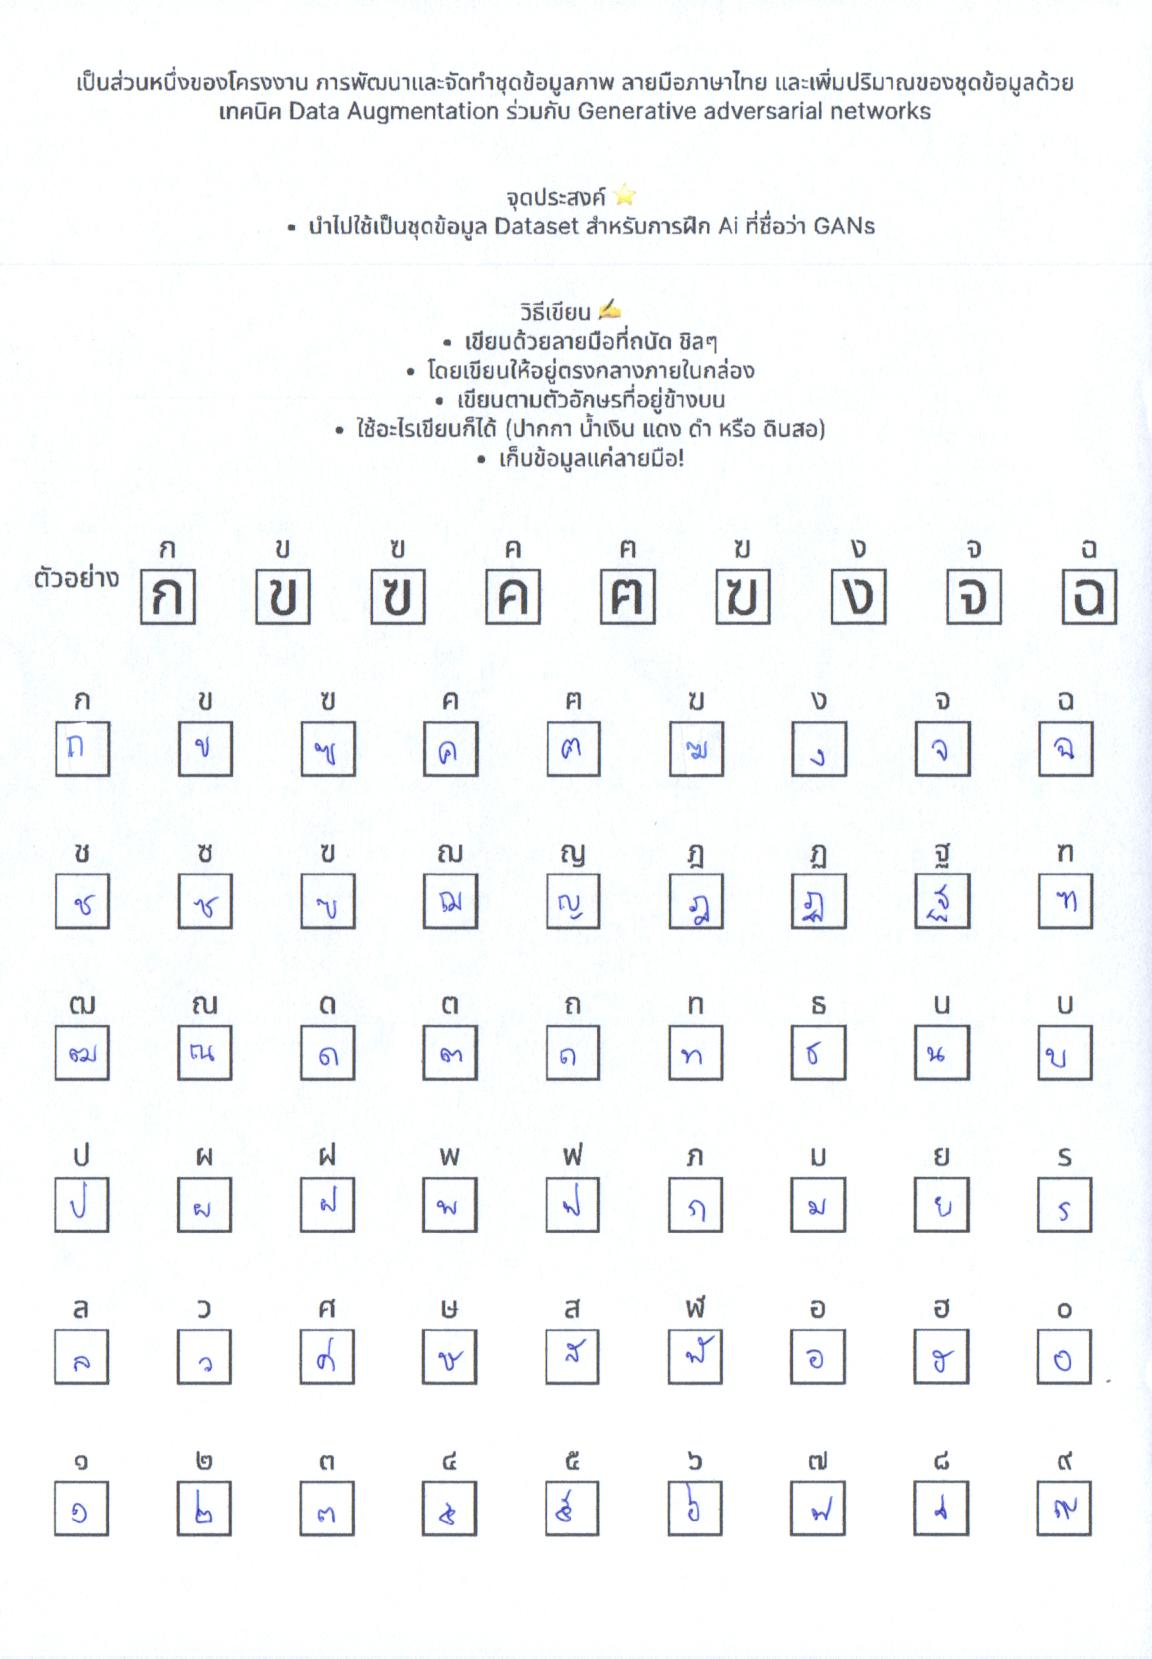 เป็นส่วนหนึ่งของโครงงาน การพัฒนาและจัดทำชุดข้อมูลภาพ ลายมือภาษาไทย และเพิ่มปริมาณของชุดข้อมูลด้วย
เทคนิค Data Augmentation ร่วมกับ Generative adversarial networks
จุดประสงค์ ⭐
• นำไปใช้เป็นชุดข้อมูล Dataset สำหรับการฝึก Ai ที่ชื่อว่า GANs
วิธีเขียน ✍️
• เขียนด้วยลายมือที่ถนัด ชิลๆ
• โดยเขียนให้อยู่ตรงกลางภายในกล่อง
• เขียนตามตัวอักษรที่อยู่ข้างบน
• ใช้อะไรเขียนก็ได้ (ปากกา น้ำเงิน แดง ดำ หรือ ดินสอ)
• เก็บข้อมูลแค่ลายมือ!
ก ข ฃ ค ฅ ฆ ง จ ฉ
ตัวอย่าง ก ข ฃ ค ฅ ฆ ง จ ฉ
ก ข ฃ ค ฅ ฆ ง จ ฉ
ก ข ฃ ค ฅ ฆ ง จ ฉ
ช ซ ฃ ฌ ญ ฎ ฏ ฐ ฑ
ช ซ ฃ ฌ ญ ฎ ฏ ฐ ฑ
ฒ ณ ด ต ถ ท ธ น บ
ฒ ณ ด ต ถ ท ธ น บ
ป ผ ฝ พ ฟ ภ ม ย ร
ป ผ ฝ พ ฟ ภ ม ย ร
ล ว ศ ษ ส ฬ อ ฮ ๐
ล ว ศ ษ ส ฬ อ ฮ ๐
๑ ๒ ๓ ๔ ๕ ๖ ๗ ๘ ๙
๑ ๒ ๓ ๔ ๕ ๖ ๗ ๘ ๙